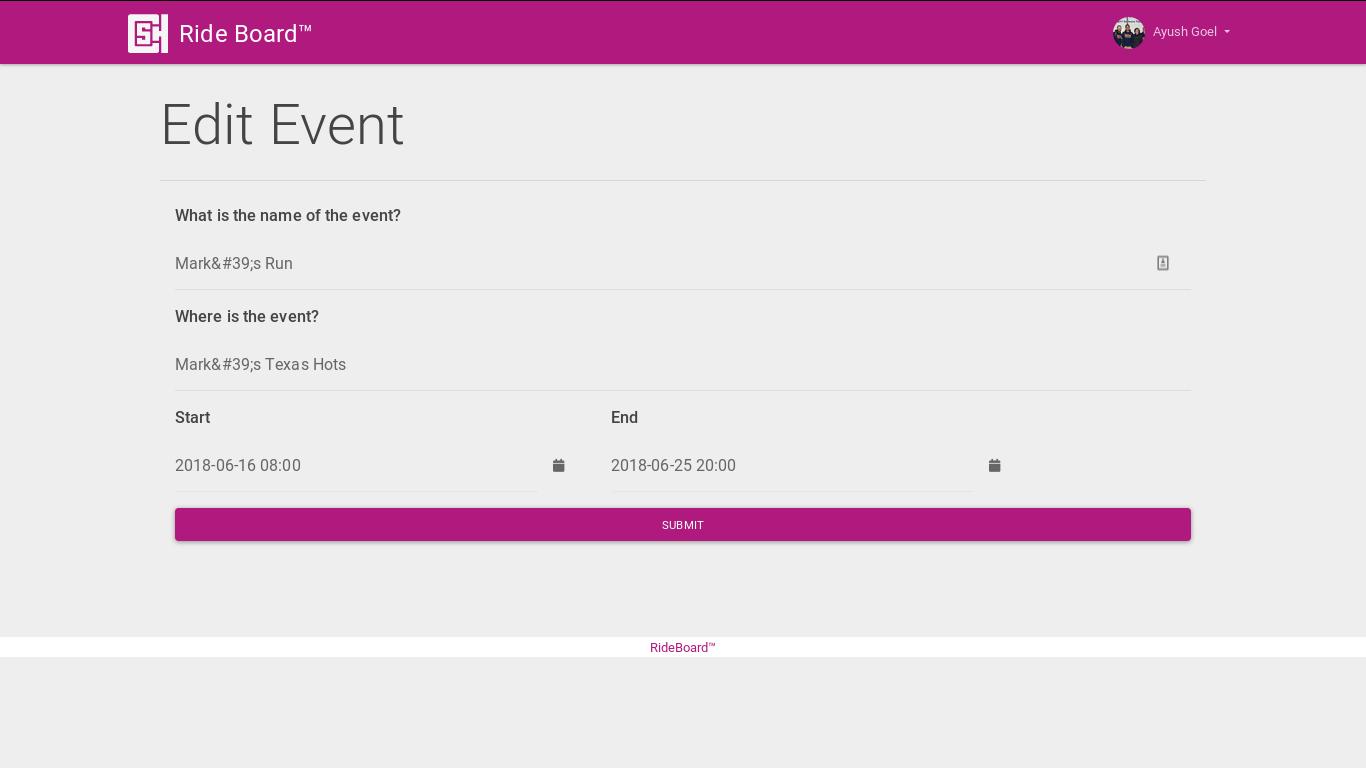 Ride Board™
Ayush Goel
Edit Event
What is the name of the event?
Mark&#39;s Run
Where is the event?
Mark&#39;s Texas Hots
Start
End
2018-06-16 08:00
2018-06-25 20:00
SUBMIT
RideBoard™